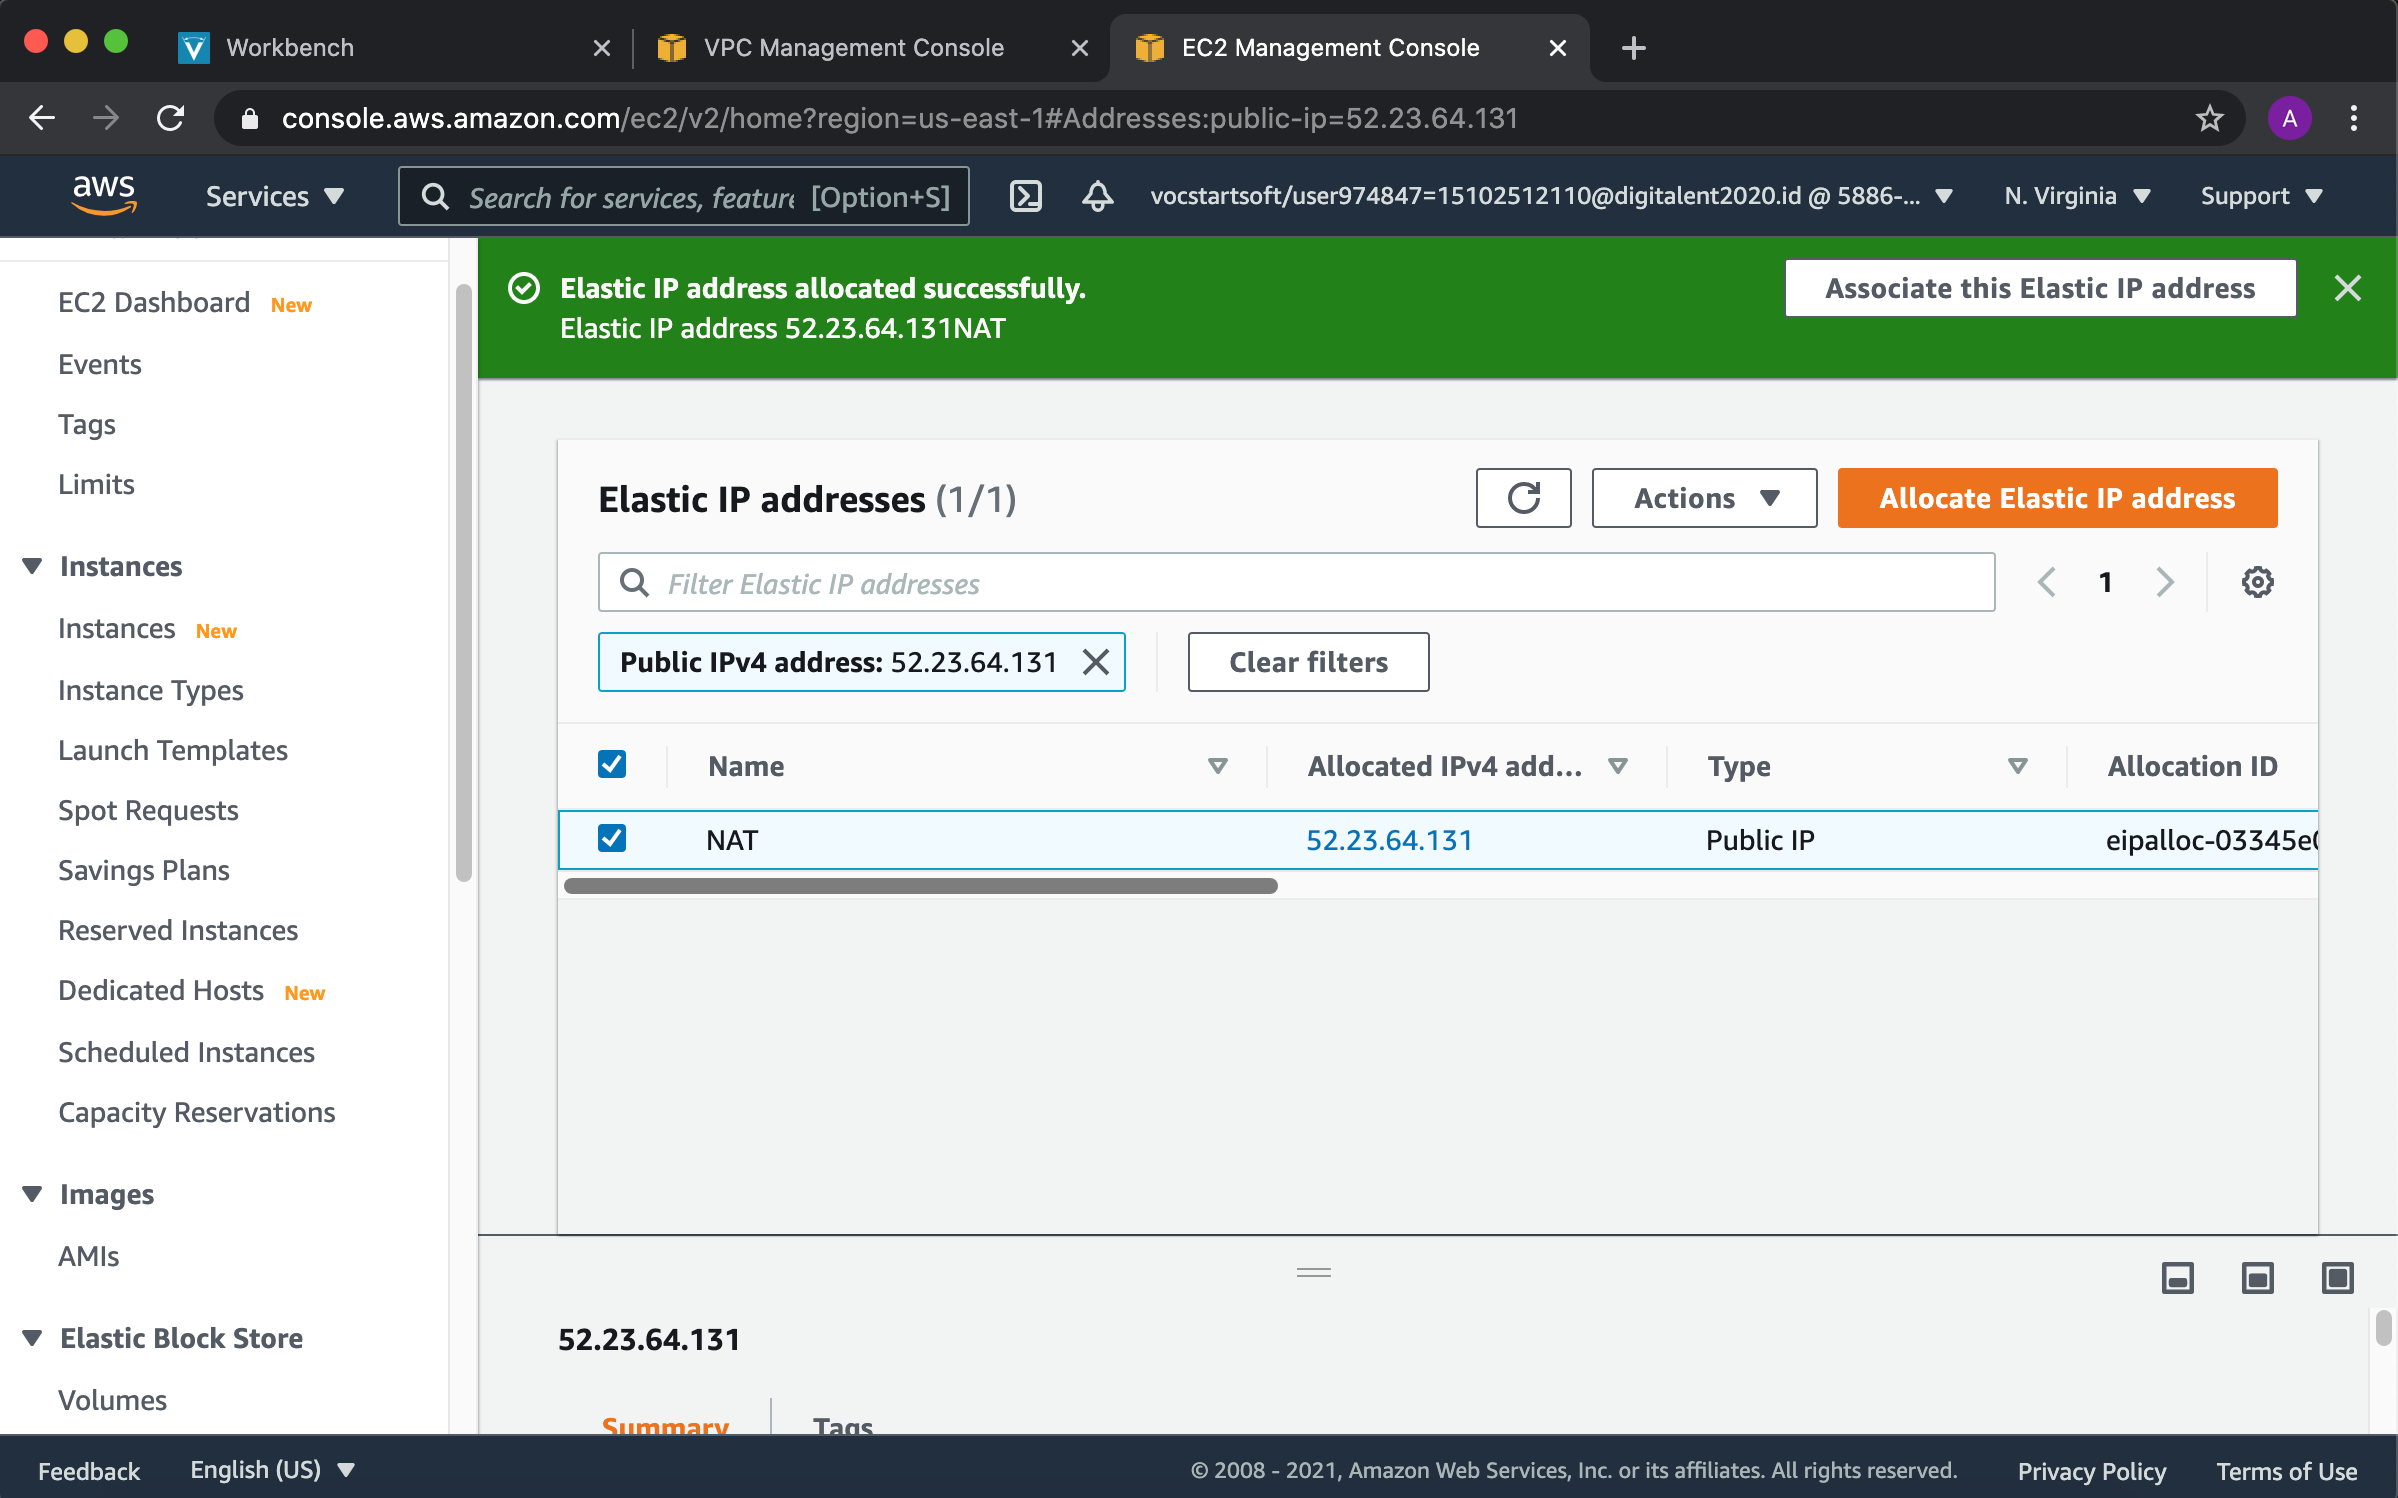 Workbench
VPC Management Console
EC2 Management Console
console.aws.amazon.com/ec2/v2/home?region=us-east-1#Addresses:public-ip=52.23.64.131
A
aws
Services
Search for services, feature [Option+S]
vocstartsoft/user974847=15102512110@digitalent2020.id @ 5886-...
N. Virginia
Support
EC2 Dashboard New
Events
Tags
Limits
Instances
Instances New
Instance Types
Launch Templates
Spot Requests
Savings Plans
Reserved Instances
Dedicated Hosts New
Scheduled Instances
Capacity Reservations
Images
AMIs
Elastic Block Store
Volumes
Elastic IP address allocated successfully.
Elastic IP address 52.23.64.131NAT
Associate this Elastic IP address
Elastic IP addresses (1/1)
Actions
Allocate Elastic IP address
Filter Elastic IP addresses
1
Public IPv4 address: 52.23.64.131
Clear filters
Name
Allocated IPv4 add...
Type
Allocation ID
NAT
52.23.64.131
Public IP
eipalloc-03345e0
52.23.64.131
Summary
Tags
Feedback
English (US)
© 2008 - 2021, Amazon Web Services, Inc. or its affiliates. All rights reserved.
Privacy Policy
Terms of Use